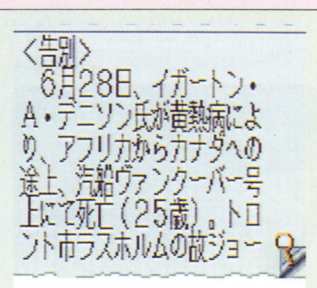 <告別>
6月28日、イガートン・
A・デニソン氏が黄熱病によ
り、アフリカからカナダへの
途上、汽船ヴァンクーバー号
上にて死亡(25歳)。トロ
ント市ラスホルムの故ジョー